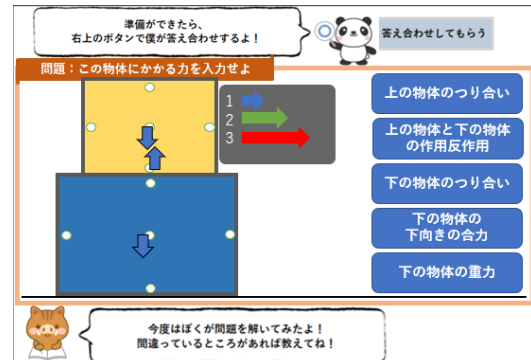 準備ができたら、
右上のボタンで僕が答え合わせするよ！
答え合わせしてもらう
問題：この物体にかかる力を入力せよ
1
2
3
上の物体のつり合い
上の物体と下の物体
の作用反作用
下の物体のつり合い
下の物体の
下向きの合力
下の物体の重力
今度はぼくが問題を解いてみたよ！
間違っているところがあれば教えてね！